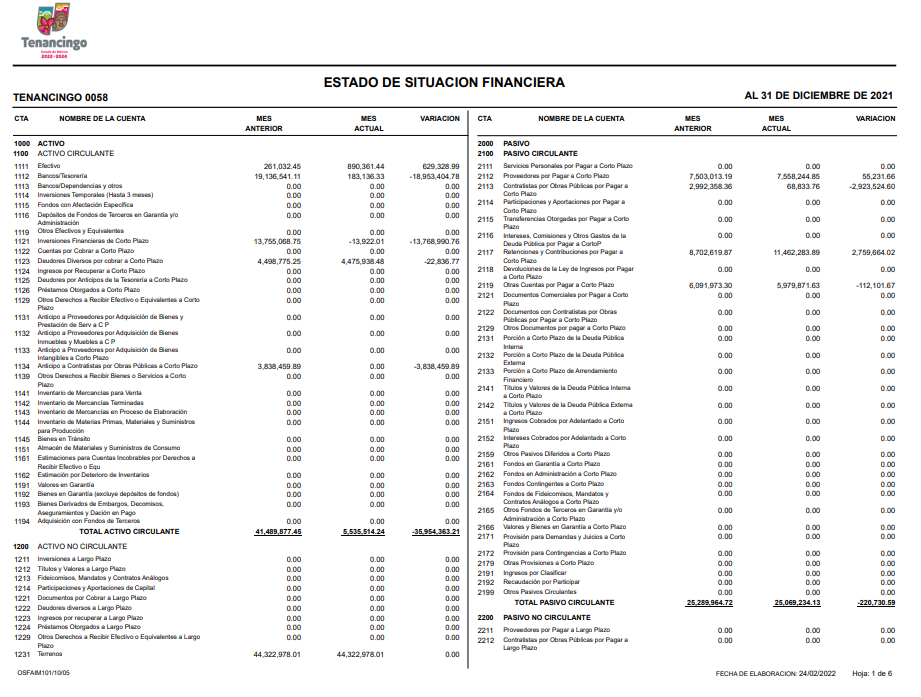 Tenancingo
Estado de México
2022 - 2024
ESTADO DE SITUACION FINANCIERA
TENANCINGO 0058
AL 31 DE DICIEMBRE DE 2021
CTA NOMBRE DE LA CUENTA MES ANTERIOR MES ACTUAL VARIACION
1000 ACTIVO
1100 ACTIVO CIRCULANTE
1111 Efectivo 261,032.45 890,361.44 629,328.99
1112 Bancos/Tesorería 19,136,541.11 183,136.33 -18,953,404.78
1113 Bancos/Dependencias y otros 0.00 0.00 0.00
1114 Inversiones Temporales (Hasta 3 meses) 0.00 0.00 0.00
1115 Fondos con Afectación Específica 0.00 0.00 0.00
1116 Depósitos de Fondos de Terceros en Garantía y/o 0.00 0.00 0.00
Administración
1119 Otros Efectivos y Equivalentes 0.00 0.00 0.00
1121 Inversiones Financieras de Corto Plazo 13,755,068.75 -13,922.01 -13,768,990.76
1122 Cuentas por Cobrar a Corto Plazo 0.00 0.00 0.00
1123 Deudores Diversos por cobrar a Corto Plazo 4,498,775.25 4,475,938.48 -22,836.77
1124 Ingresos por Recuperar a Corto Plazo 0.00 0.00 0.00
1125 Deudores por Anticipos de la Tesorería a Corto Plazo 0.00 0.00 0.00
1126 Préstamos Otorgados a Corto Plazo 0.00 0.00 0.00
1129 Otros Derechos a Recibir Efectivo o Equivalentes a Corto 0.00 0.00 0.00
Plazo
1131 Anticipo a Proveedores por Adquisición de Bienes y 0.00 0.00 0.00
Prestación de Serv a C P
1132 Anticipo a Proveedores por Adquisición de Bienes 0.00 0.00 0.00
Inmuebles y Muebles a C P
1133 Anticipo a Proveedores por Adquisición de Bienes 0.00 0.00 0.00
Intangibles a Corto Plazo
1134 Anticipo a Contratistas por Obras Públicas a Corto Plazo 3,838,459.89 0.00 -3,838,459.89
1139 Otros Derechos a Recibir Bienes o Servicios a Corto 0.00 0.00 0.00
Plazo
1141 Inventario de Mercancías para Venta 0.00 0.00 0.00
1142 Inventario de Mercancías Terminadas 0.00 0.00 0.00
1143 Inventario de Mercancías en Proceso de Elaboración 0.00 0.00 0.00
1144 Inventario de Materias Primas, Materiales y Suministros 0.00 0.00 0.00
para Producción
1145 Bienes en Tránsito 0.00 0.00 0.00
1151 Almacén de Materiales y Suministros de Consumo 0.00 0.00 0.00
1161 Estimaciones para Cuentas Incobrables por Derechos a 0.00 0.00 0.00
Recibir Efectivo o Equ
1162 Estimación por Deterioro de Inventarios 0.00 0.00 0.00
1191 Valores en Garantía 0.00 0.00 0.00
1192 Bienes en Garantía (excluye depósitos de fondos) 0.00 0.00 0.00
1193 Bienes Derivados de Embargos, Decomisos, 0.00 0.00 0.00
Aseguramientos y Dación en Pago
1194 Adquisición con Fondos de Terceros 0.00 0.00 0.00
TOTAL ACTIVO CIRCULANTE 41,489,877.45 5,535,514.24 -35,954,363.21
1200 ACTIVO NO CIRCULANTE
1211 Inversiones a Largo Plazo 0.00 0.00 0.00
1212 Títulos y Valores a Largo Plazo 0.00 0.00 0.00
1213 Fideicomisos, Mandatos y Contratos Análogos 0.00 0.00 0.00
1214 Participaciones y Aportaciones de Capital 0.00 0.00 0.00
1221 Documentos por Cobrar a Largo Plazo 0.00 0.00 0.00
1222 Deudores diversos a Largo Plazo 0.00 0.00 0.00
1223 Ingresos por recuperar a Largo Plazo 0.00 0.00 0.00
1224 Préstamos Otorgados a Largo Plazo 0.00 0.00 0.00
1229 Otros Derechos a Recibir Efectivo o Equivalentes a Largo 0.00 0.00 0.00
Plazo
1231 Terrenos 44,322,978.01 44,322,978.01 0.00
CTA NOMBRE DE LA CUENTA MES ANTERIOR MES ACTUAL VARIACION
2000 PASIVO
2100 PASIVO CIRCULANTE
2111 Servicios Personales por Pagar a Corto Plazo 0.00 0.00 0.00
2112 Proveedores por Pagar a Corto Plazo 7,503,013.19 7,558,244.85 55,231.66
2113 Contratistas por Obras Públicas por Pagar a 2,992,358.36 68,833.76 -2,923,524.60
Corto Plazo
2114 Participaciones y Aportaciones por Pagar a 0.00 0.00 0.00
Corto Plazo
2115 Transferencias Otorgadas por Pagar a Corto 0.00 0.00 0.00
Plazo
2116 Intereses, Comisiones y Otros Gastos de la 0.00 0.00 0.00
Deuda Pública por Pagar a CortoP
2117 Retenciones y Contribuciones por Pagar a 8,702,619.87 11,462,283.89 2,759,664.02
Corto Plazo
2118 Devoluciones de la Ley de Ingresos por Pagar 0.00 0.00 0.00
a Corto Plazo
2119 Otras Cuentas por Pagar a Corto Plazo 6,091,973.30 5,979,871.63 -112,101.67
2121 Documentos Comerciales por Pagar a Corto 0.00 0.00 0.00
Plazo
2122 Documentos con Contratistas por Obras 0.00 0.00 0.00
Públicas por Pagar a Corto Plazo
2129 Otros Documentos por pagar a Corto Plazo 0.00 0.00 0.00
2131 Porción a Corto Plazo de la Deuda Pública 0.00 0.00 0.00
Interna
2132 Porción a Corto Plazo de la Deuda Pública 0.00 0.00 0.00
Externa
2133 Porción a Corto Plazo de Arrendamiento 0.00 0.00 0.00
Financiero
2141 Títulos y Valores de la Deuda Pública Interna 0.00 0.00 0.00
a Corto Plazo
2142 Títulos y Valores de la Deuda Pública Externa 0.00 0.00 0.00
a Corto Plazo
2151 Ingresos Cobrados por Adelantado a Corto 0.00 0.00 0.00
Plazo
2152 Intereses Cobrados por Adelantado a Corto 0.00 0.00 0.00
Plazo
2159 Otros Pasivos Diferidos a Corto Plazo 0.00 0.00 0.00
2161 Fondos en Garantía a Corto Plazo 0.00 0.00 0.00
2162 Fondos en Administración a Corto Plazo 0.00 0.00 0.00
2163 Fondos Contingentes a Corto Plazo 0.00 0.00 0.00
2164 Fondos de Fideicomisos, Mandatos y 0.00 0.00 0.00
Contratos Análogos a Corto Plazo
2165 Otros Fondos de Terceros en Garantía y/o 0.00 0.00 0.00
Administración a Corto Plazo
2166 Valores y Bienes en Garantía a Corto Plazo 0.00 0.00 0.00
2171 Provisión para Demandas y Juicios a Corto 0.00 0.00 0.00
Plazo
2172 Provisión para Contingencias a Corto Plazo 0.00 0.00 0.00
2179 Otras Provisiones a Corto Plazo 0.00 0.00 0.00
2191 Ingresos por Clasificar 0.00 0.00 0.00
2192 Recaudación por Participar 0.00 0.00 0.00
2199 Otros Pasivos Circulantes 0.00 0.00 0.00
TOTAL PASIVO CIRCULANTE 25,289,964.72 25,069,234.13 -220,730.59
2200 PASIVO NO CIRCULANTE
2211 Proveedores por Pagar a Largo Plazo 0.00 0.00 0.00
2212 Contratistas por Obras Públicas por Pagar a 0.00 0.00 0.00
Largo Plazo
OSFAIM101/10/05
FECHA DE ELABORACION: 24/02/2022 Hoja: 1 de 6